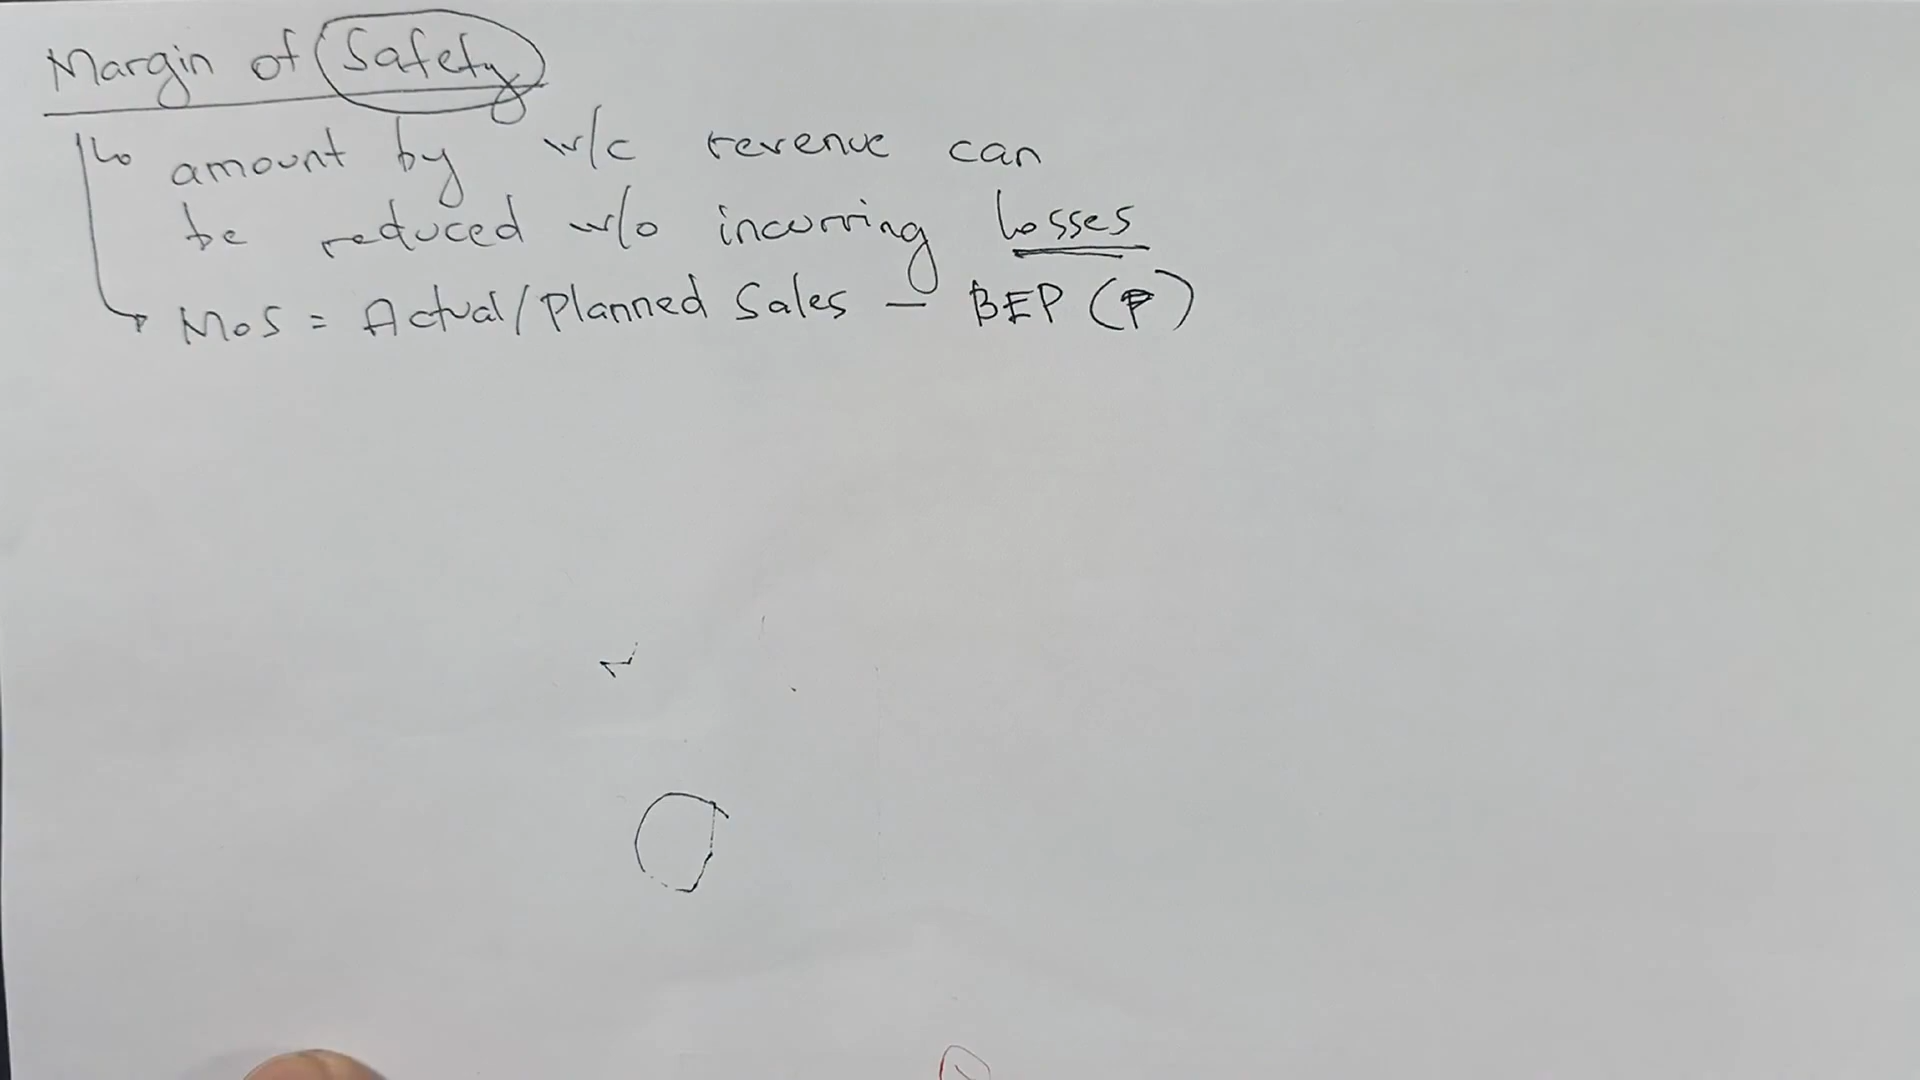 Margin of Safety
amount by w/c revenue can
be reduced w/o incurring losses
MoS = Actual/Planned Sales - BEP (₱)